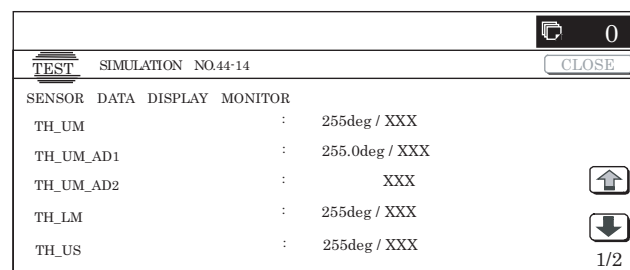 0
TEST SIMULATION NO.44-14 CLOSE
SENSOR DATA DISPLAY MONITOR
TH_UM : 255deg / XXX
TH_UM_AD1 : 255.0deg / XXX
TH_UM_AD2 : XXX
TH_LM : 255deg / XXX
TH_US : 255deg / XXX
1/2